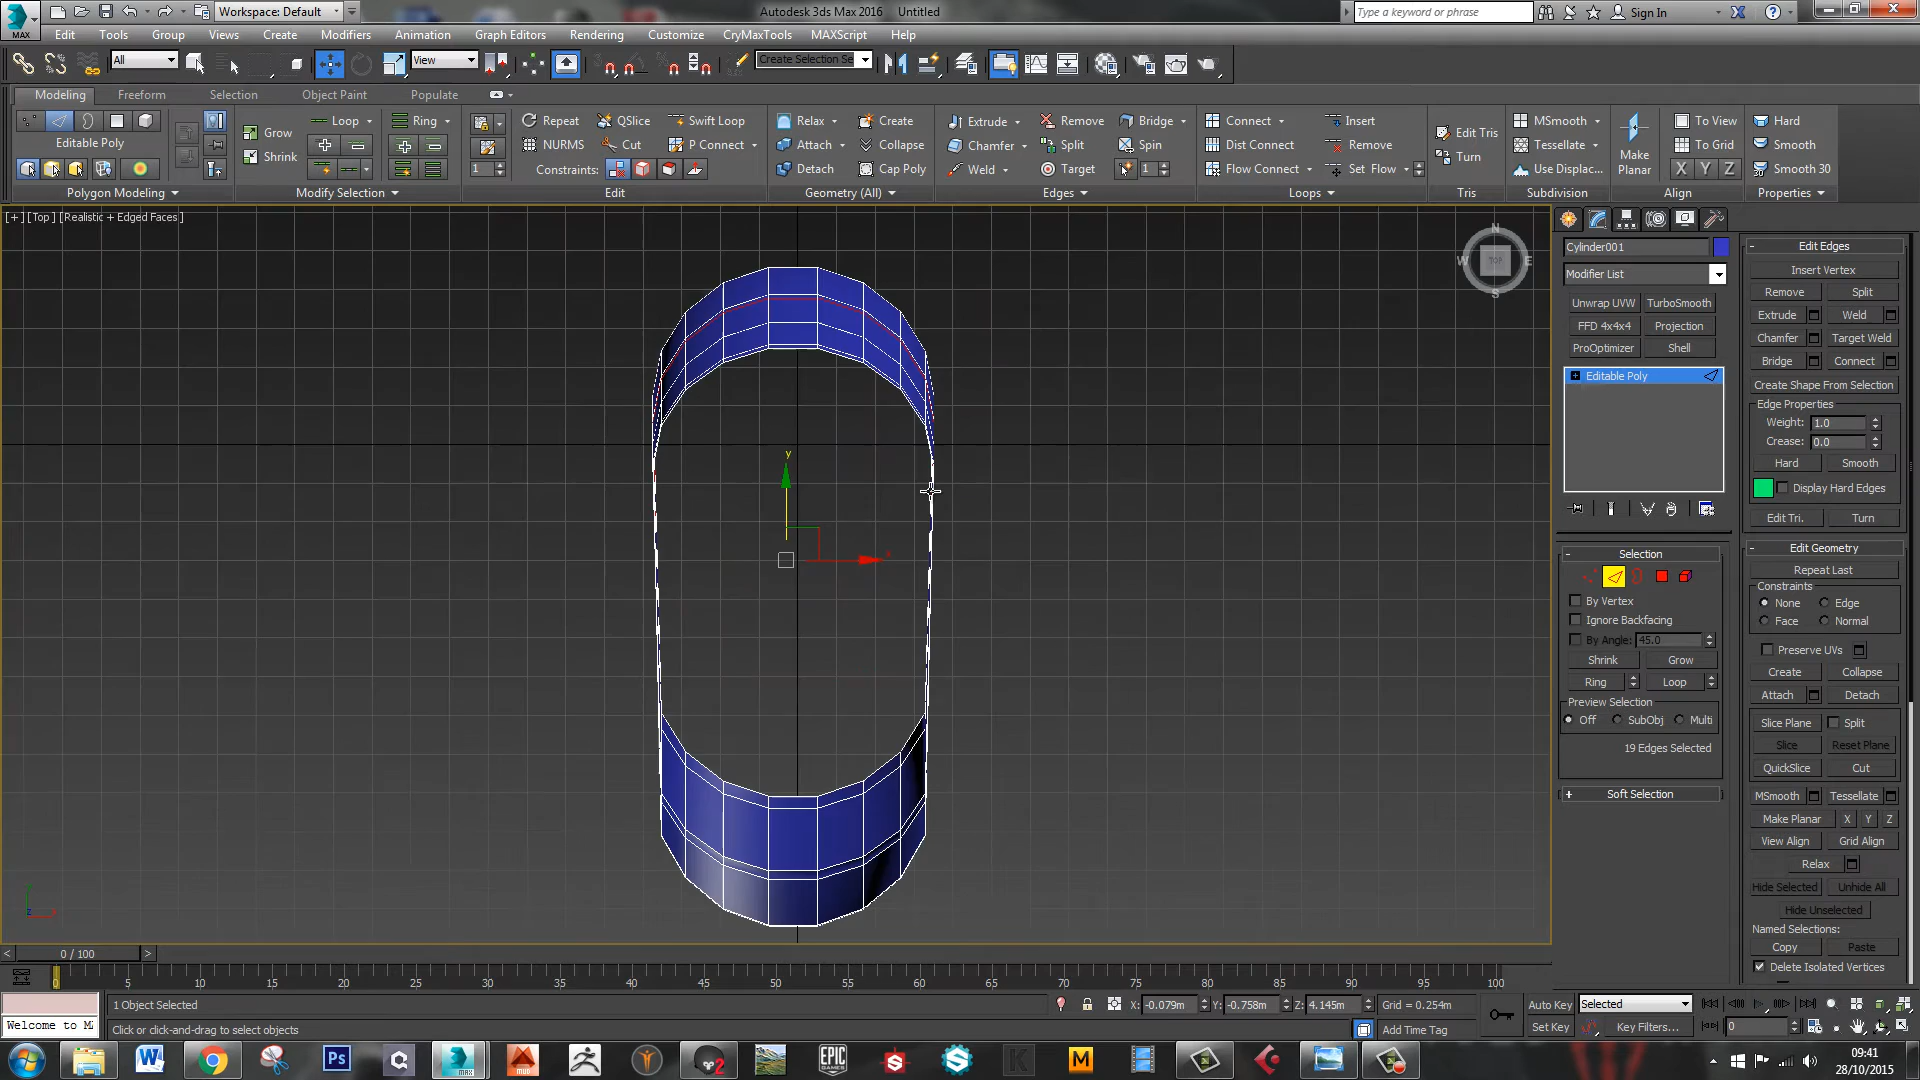 Workspace: Default
Autodesk 3ds Max 2016 Untitled
Type a keyword or phrase
Sign In
MAX
Edit Tools Group Views Create Modifiers Animation Graph Editors Rendering Customize CryMaxTools MAXScript Help
All
View
Create Selection Se
Modeling Freeform Selection Object Paint Populate
Editable Poly
Polygon Modeling
Grow
Shrink
Loop
Ring
1
Modify Selection
Repeat QSlice Swift Loop
NURMS Cut P Connect
Constraints:
Edit
Relax Create
Attach Collapse
Detach Cap Poly
Geometry (All)
Extrude Remove Bridge
Chamfer Split Spin
Weld Target 1
Edges
Connect Insert
Dist Connect Remove
Flow Connect Set Flow
Loops
Edit Tris
Turn
Tris
MSmooth
Tessellate
Use Displac...
Subdivision
Make
Planar
To View
To Grid
X Y Z
Align
Hard
Smooth
Smooth 30
Properties
[+] [Top] [Realistic + Edged Faces]
N
W TOP E
S
y
x
Cylinder001
Modifier List
Unwrap UVW TurboSmooth
FFD 4x4x4 Projection
ProOptimizer Shell
Editable Poly
Selection
By Vertex
Ignore Backfacing
By Angle: 45.0
Shrink Grow
Ring Loop
Preview Selection
Off SubObj Multi
19 Edges Selected
Soft Selection
Edit Edges
Insert Vertex
Remove Split
Extrude Weld
Chamfer Target Weld
Bridge Connect
Create Shape From Selection
Edge Properties
Weight: 1.0
Crease: 0.0
Hard Smooth
Display Hard Edges
Edit Tri. Turn
Edit Geometry
Repeat Last
Constraints
None Edge
Face Normal
Preserve UVs
Create Collapse
Attach Detach
Slice Plane Split
Slice Reset Plane
QuickSlice Cut
MSmooth Tessellate
Make Planar X Y Z
View Align Grid Align
Relax
Hide Selected Unhide All
Hide Unselected
Named Selections:
Copy Paste
Delete Isolated Vertices
0 / 100
0 5 10 15 20 25 30 35 40 45 50 55 60 65 70 75 80 85 90 95 100
1 Object Selected
X: -0.079m Y: -0.758m Z: 4.145m Grid = 0.254m
Auto Key Selected
Welcome to M
Click or click-and-drag to select objects
Add Time Tag
Set Key Key Filters...
0
Ps
MAX
MUD
2
EPIC
GAMES
S
S
K
M
09:41
28/10/2015